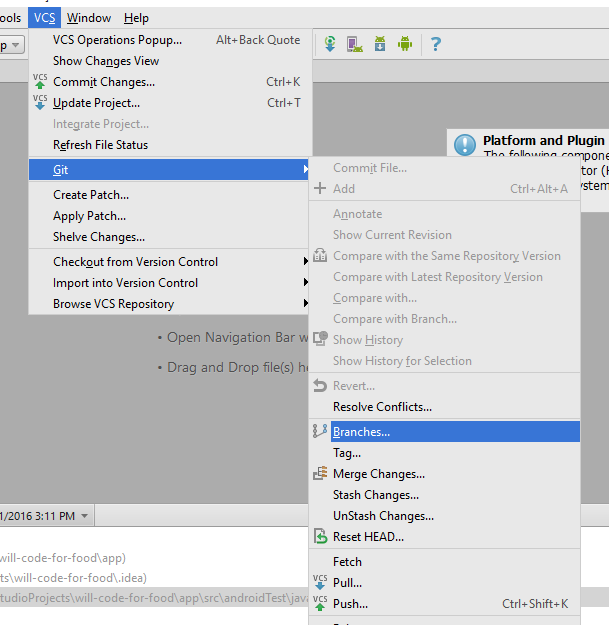 ools VCS Window Help
VCS Operations Popup... Alt+Back Quote
Show Changes View
VCS Commit Changes... Ctrl+K
VCS Update Project... Ctrl+T
Integrate Project...
Refresh File Status
Git
Create Patch...
Apply Patch...
Shelve Changes...
Checkout from Version Control
Import into Version Control
Browse VCS Repository
p
?
Platform and Plugin
The following compone
tor (H
ystem
Commit File...
Add Ctrl+Alt+A
Annotate
Show Current Revision
Compare with the Same Repository Version
Compare with Latest Repository Version
Compare with...
Compare with Branch...
Show History
Show History for Selection
Revert...
Resolve Conflicts...
Branches...
Tag...
Merge Changes...
Stash Changes...
UnStash Changes...
Reset HEAD...
Fetch
VCS Pull...
VCS Push... Ctrl+Shift+K
• Open Navigation Bar w
• Drag and Drop file(s) he
1/2016 3:11 PM
will-code-for-food\app)
ts\will-code-for-food\.idea)
tudioProjects\will-code-for-food\app\src\androidTest\java